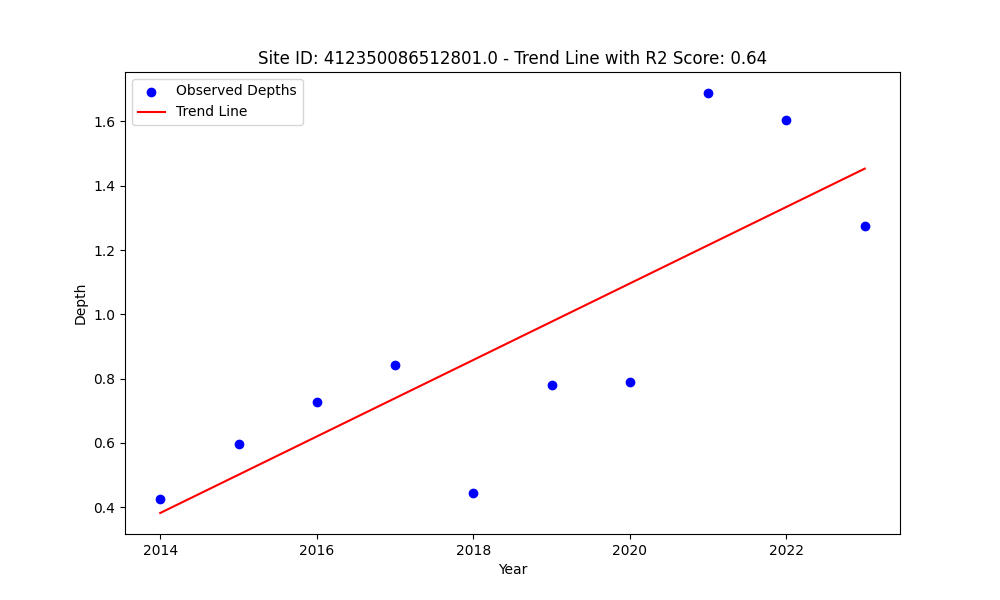 Site ID: 412350086512801.0 - Trend Line with R2 Score: 0.64
Observed Depths
Trend Line
1.6
1.4
1.2
1.0
0.8
0.6
0.4
Depth
2014
2016
2018
2020
2022
Year